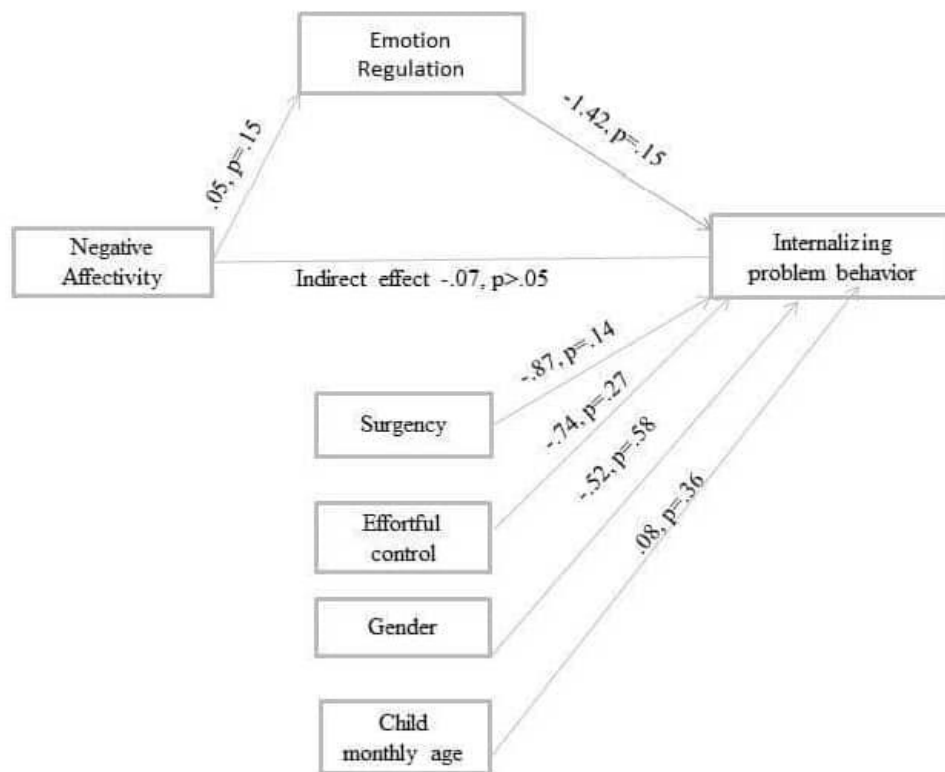 Emotion
Regulation
.05, p=.15
-1.42, p=.15
Negative
Affectivity
Internalizing
problem behavior
Indirect effect -.07, p>.05
-.87, p=.14
Surgency
-.74, p=.27
-.52, p=.58
.08, p=.36
Effortful
control
Gender
Child
monthly age